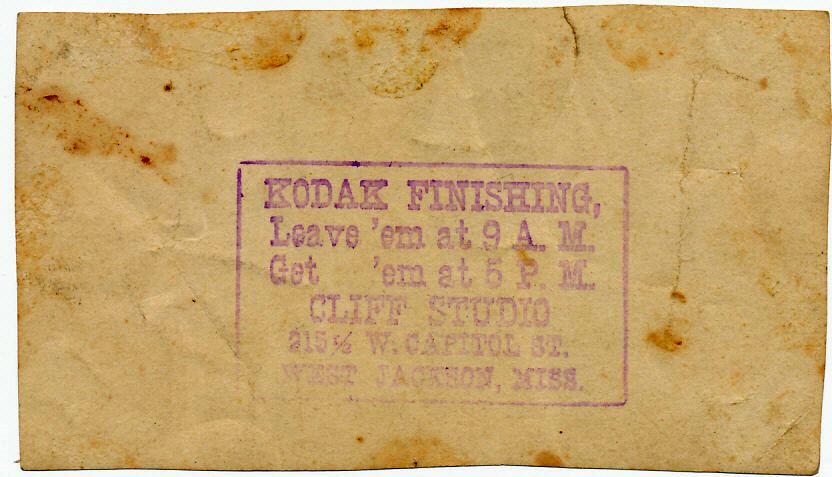 KODAK FINISHING,
Leave 'em at 9 A. M.
Get 'em at 5 P. M.
CLIFF STUDIO
215½ W. CAPITOL ST.
WEST JACKSON, MISS.